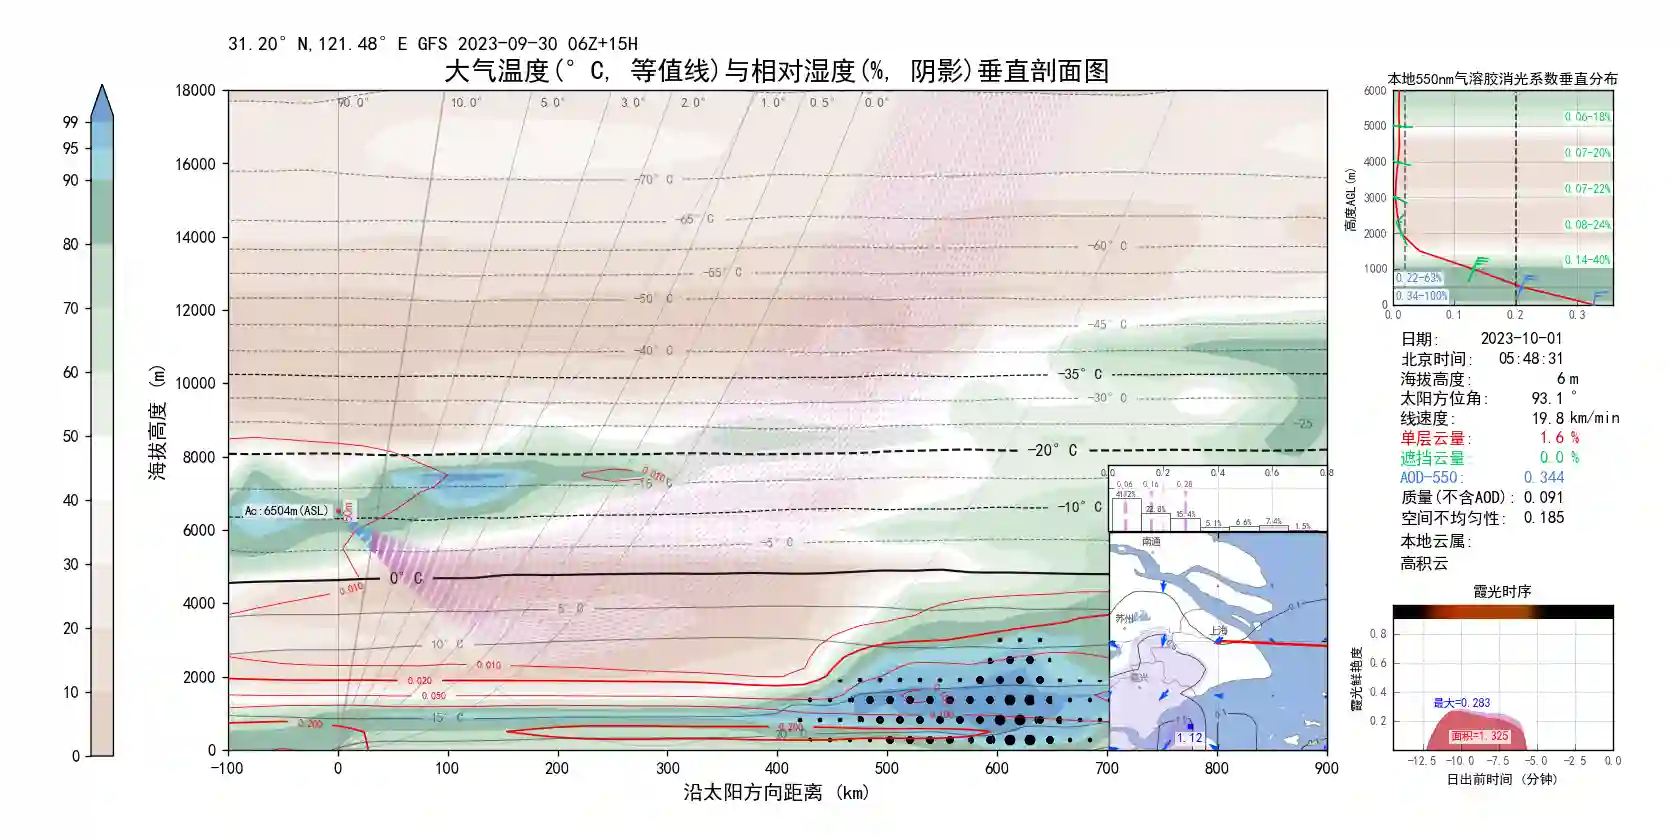 31.20° N,121.48° E GFS 2023-09-30 06Z+15H
大气温度(° C, 等值线)与相对湿度(%, 阴影)垂直剖面图
99
95
90
80
70
60
50
40
30
20
10
0
海拔高度 (m)
18000
16000
14000
12000
10000
8000
6000
4000
2000
0
90.0° 10.0° 5.0° 3.0° 2.0° 1.0° 0.5° 0.0°
-70° C
-65° C
-60° C
-55° C
-50° C
-45° C
-40° C
-35° C
-30° C
-25
-20° C
-15° C
-10° C
-5° C
0° C
5° C
10° C
15° C
Ac:6504m(ASL)
0.010
0.010
0.010
0.020
0.050
0.200
0.200
-100 0 100 200 300 400 500 600 700 800 900
沿太阳方向距离 (km)
0.0 0.2 0.4 0.6 0.8
0.06 0.16 0.28
15.4% 5.1% 6.6% 7.4% 1.5%
南通
苏州
上海
嘉兴
1.12
本地550nm气溶胶消光系数垂直分布
高度AGL(m)
6000
5000
4000
3000
2000
1000
0
0.06-18%
0.07-20%
0.07-22%
0.08-24%
0.14-40%
0.22-63%
0.34-100%
0.0 0.1 0.2 0.3
日期: 2023-10-01
北京时间: 05:48:31
海拔高度: 6 m
太阳方位角: 93.1 °
线速度: 19.8 km/min
单层云量: 1.6 %
遮挡云量: 0.0 %
AOD-550: 0.344
质量(不含AOD): 0.091
空间不均匀性: 0.185
本地云属:
高积云
霞光时序
霞光鲜艳度
0.8
0.6
0.4
0.2
最大=0.283
面积=1.325
-12.5 -10.0 -7.5 -5.0 -2.5 0.0
日出前时间 (分钟)